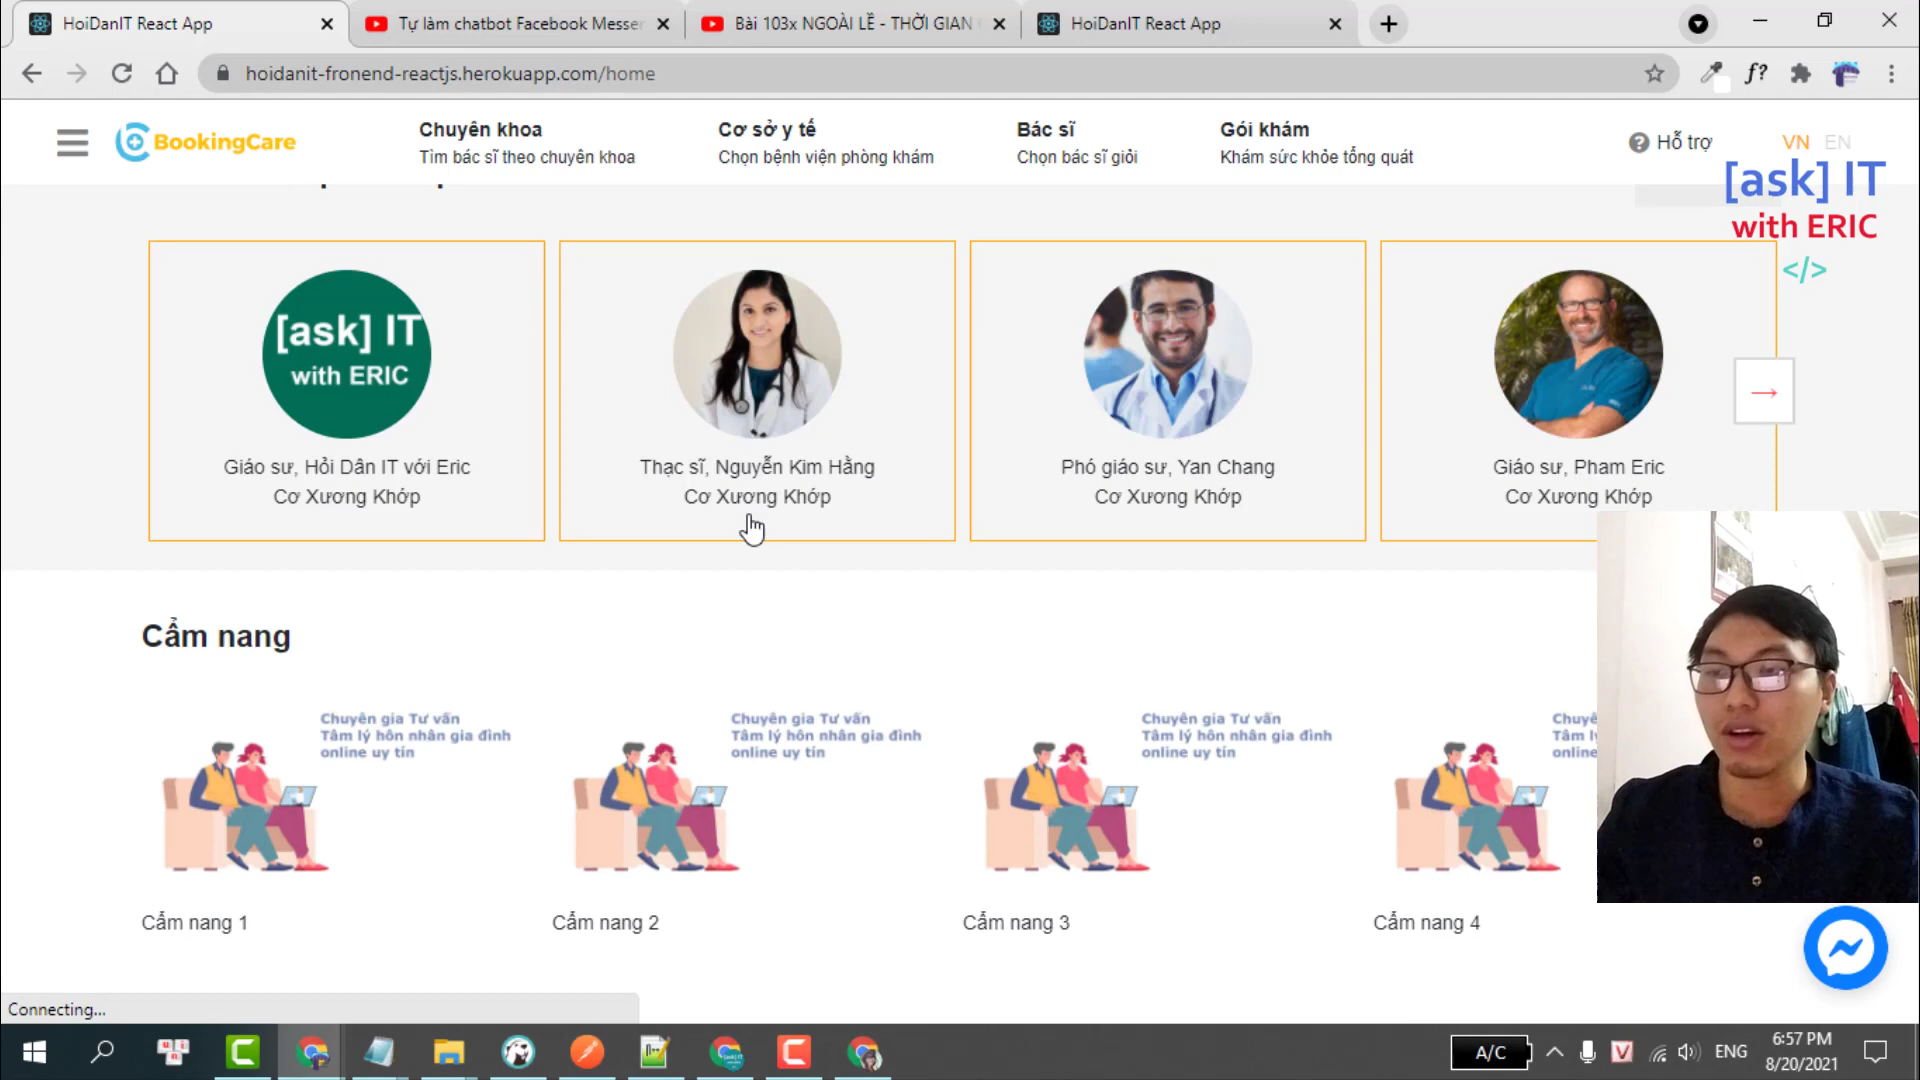 HoiDanIT React App
Tự làm chatbot Facebook Messer
Bài 103x NGOÀI LỀ - THỜI GIAN
HoiDanIT React App
hoidanit-fronend-reactjs.herokuapp.com/home
f?
BookingCare
Chuyên khoa
Tìm bác sĩ theo chuyên khoa
Cơ sở y tế
Chọn bệnh viện phòng khám
Bác sĩ
Chọn bác sĩ giỏi
Gói khám
Khám sức khỏe tổng quát
Hỗ trợ
VN EN
[ask] IT
with ERIC
</>
[ask] IT
with ERIC
Giáo sư, Hỏi Dân IT với Eric
Cơ Xương Khớp
Thạc sĩ, Nguyễn Kim Hằng
Cơ Xương Khớp
Phó giáo sư, Yan Chang
Cơ Xương Khớp
Giáo sư, Pham Eric
Cơ Xương Khớp
Cẩm nang
Chuyên gia Tư vấn
Tâm lý hôn nhân gia đình
online uy tín
Chuyên gia Tư vấn
Tâm lý hôn nhân gia đình
online uy tín
Chuyên gia Tư vấn
Tâm lý hôn nhân gia đình
online uy tín
Chuyê
Tâm l
online
Cẩm nang 1
Cẩm nang 2
Cẩm nang 3
Cẩm nang 4
Connecting...
A/C
ENG
6:57 PM
8/20/2021